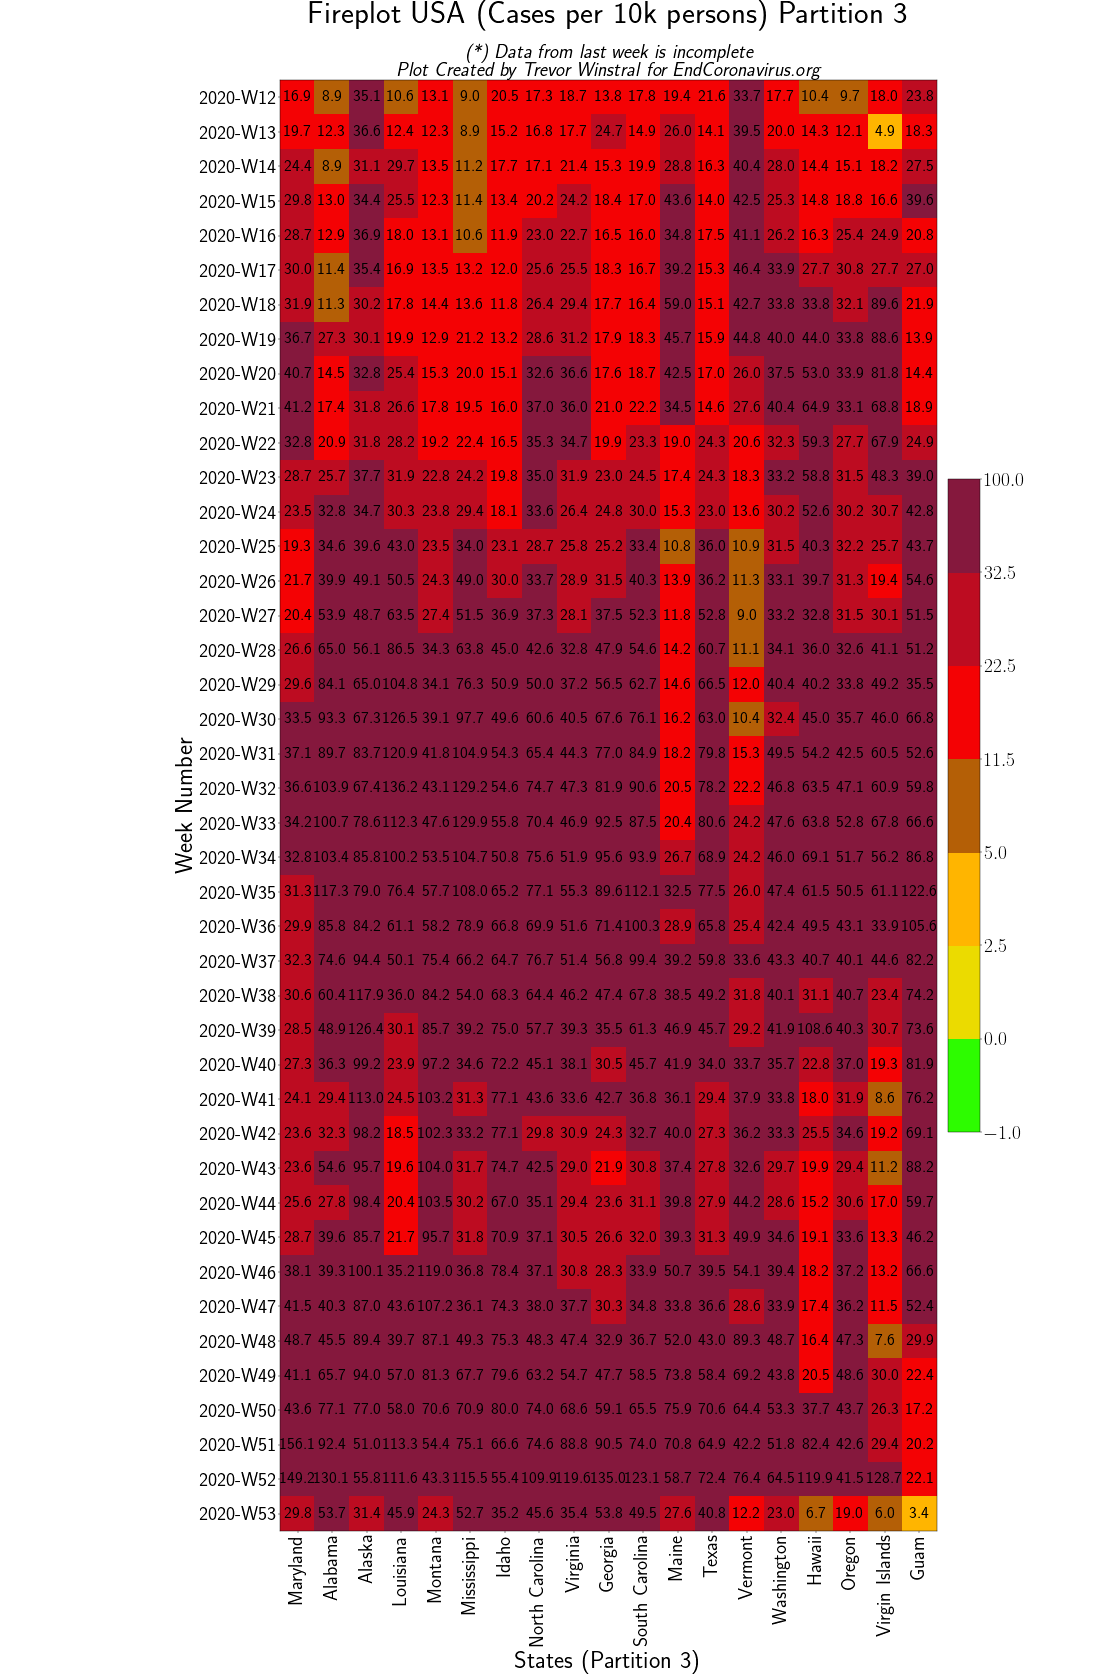 Fireplot USA (Cases per 10k persons) Partition 3
(*) Data from last week is incomplete
Plot Created by Trevor Winstral for EndCoronavirus.org
2020-W12 16.9 8.9 35.1 10.6 13.1 9.0 20.5 17.3 18.7 13.8 17.8 19.4 21.6 33.7 17.7 10.4 9.7 18.0 23.8
2020-W13 19.7 12.3 36.6 12.4 12.3 8.9 15.2 16.8 17.7 24.7 14.9 26.0 14.1 39.5 20.0 14.3 12.1 4.9 18.3
2020-W14 24.4 8.9 31.1 29.7 13.5 11.2 17.7 17.1 21.4 15.3 19.9 28.8 16.3 40.4 28.0 14.4 15.1 18.2 27.5
2020-W15 29.8 13.0 34.4 25.5 12.3 11.4 13.4 20.2 24.2 18.4 17.0 43.6 14.0 42.5 25.3 14.8 18.8 16.6 39.6
2020-W16 28.7 12.9 36.9 18.0 13.1 10.6 11.9 23.0 22.7 16.5 16.0 34.8 17.5 41.1 26.2 16.3 25.4 24.9 20.8
2020-W17 30.0 11.4 35.4 16.9 13.5 13.2 12.0 25.6 25.5 18.3 16.7 39.2 15.3 46.4 33.9 27.7 30.8 27.7 27.0
2020-W18 31.9 11.3 30.2 17.8 14.4 13.6 11.8 26.4 29.4 17.7 16.4 59.0 15.1 42.7 33.8 33.8 32.1 89.6 21.9
2020-W19 36.7 27.3 30.1 19.9 12.9 21.2 13.2 28.6 31.2 17.9 18.3 45.7 15.9 44.8 40.0 44.0 33.8 88.6 13.9
2020-W20 40.7 14.5 32.8 25.4 15.3 20.0 15.1 32.6 36.6 17.6 18.7 42.5 17.0 26.0 37.5 53.0 33.9 81.8 14.4
2020-W21 41.2 17.4 31.8 26.6 17.8 19.5 16.0 37.0 36.0 21.0 22.2 34.5 14.6 27.6 40.4 64.9 33.1 68.8 18.9
2020-W22 32.8 20.9 31.8 28.2 19.2 22.4 16.5 35.3 34.7 19.9 23.3 19.0 24.3 20.6 32.3 59.3 27.7 67.9 24.9
2020-W23 28.7 25.7 37.7 31.9 22.8 24.2 19.8 35.0 31.9 23.0 24.5 17.4 24.3 18.3 33.2 58.8 31.5 48.3 39.0
2020-W24 23.5 32.8 34.7 30.3 23.8 29.4 18.1 33.6 26.4 24.8 30.0 15.3 23.0 13.6 30.2 52.6 30.2 30.7 42.8
2020-W25 19.3 34.6 39.6 43.0 23.5 34.0 23.1 28.7 25.8 25.2 33.4 10.8 36.0 10.9 31.5 40.3 32.2 25.7 43.7
2020-W26 21.7 39.9 49.1 50.5 24.3 49.0 30.0 33.7 28.9 31.5 40.3 13.9 36.2 11.3 33.1 39.7 31.3 19.4 54.6
2020-W27 20.4 53.9 48.7 63.5 27.4 51.5 36.9 37.3 28.1 37.5 52.3 11.8 52.8 9.0 33.2 32.8 31.5 30.1 51.5
2020-W28 26.6 65.0 56.1 86.5 34.3 63.8 45.0 42.6 32.8 47.9 54.6 14.2 60.7 11.1 34.1 36.0 32.6 41.1 51.2
2020-W29 29.6 84.1 65.0 104.8 34.1 76.3 50.9 50.0 37.2 56.5 62.7 14.6 66.5 12.0 40.4 40.2 33.8 49.2 35.5
2020-W30 33.5 93.3 67.3 126.5 39.1 97.7 49.6 60.6 40.5 67.6 76.1 16.2 63.0 10.4 32.4 45.0 35.7 46.0 66.8
2020-W31 37.1 89.7 83.7 120.9 41.8 104.9 54.3 65.4 44.3 77.0 84.9 18.2 79.8 15.3 49.5 54.2 42.5 60.5 52.6
2020-W32 36.6 103.9 67.4 136.2 43.1 129.2 54.6 74.7 47.3 81.9 90.6 20.5 78.2 22.2 46.8 63.5 47.1 60.9 59.8
2020-W33 34.2 100.7 78.6 112.3 47.6 129.9 55.8 70.4 46.9 92.5 87.5 20.4 80.6 24.2 47.6 63.8 52.8 67.8 66.6
2020-W34 32.8 103.4 85.8 100.2 53.5 104.7 50.8 75.6 51.9 95.6 93.9 26.7 68.9 24.2 46.0 69.1 51.7 56.2 86.8
2020-W35 31.3 117.3 79.0 76.4 57.7 108.0 65.2 77.1 55.3 89.6 112.1 32.5 77.5 26.0 47.4 61.5 50.5 61.1 122.6
2020-W36 29.9 85.8 84.2 61.1 58.2 78.9 66.8 69.9 51.6 71.4 100.3 28.9 65.8 25.4 42.4 49.5 43.1 33.9 105.6
2020-W37 32.3 74.6 94.4 50.1 75.4 66.2 64.7 76.7 51.4 56.8 99.4 39.2 59.8 33.6 43.3 40.7 40.1 44.6 82.2
2020-W38 30.6 60.4 117.9 36.0 84.2 54.0 68.3 64.4 46.2 47.4 67.8 38.5 49.2 31.8 40.1 31.1 40.7 23.4 74.2
2020-W39 28.5 48.9 126.4 30.1 85.7 39.2 75.0 57.7 39.3 35.5 61.3 46.9 45.7 29.2 41.9 108.6 40.3 30.7 73.6
2020-W40 27.3 36.3 99.2 23.9 97.2 34.6 72.2 45.1 38.1 30.5 45.7 41.9 34.0 33.7 35.7 22.8 37.0 19.3 81.9
2020-W41 24.1 29.4 113.0 24.5 103.2 31.3 77.1 43.6 33.6 42.7 36.8 36.1 29.4 37.9 33.8 18.0 31.9 8.6 76.2
2020-W42 23.6 32.3 98.2 18.5 102.3 33.2 77.1 29.8 30.9 24.3 32.7 40.0 27.3 36.2 33.3 25.5 34.6 19.2 69.1
2020-W43 23.6 54.6 95.7 19.6 104.0 31.7 74.7 42.5 29.0 21.9 30.8 37.4 27.8 32.6 29.7 19.9 29.4 11.2 88.2
2020-W44 25.6 27.8 98.4 20.4 103.5 30.2 67.0 35.1 29.4 23.6 31.1 39.8 27.9 44.2 28.6 15.2 30.6 17.0 59.7
2020-W45 28.7 39.6 85.7 21.7 95.7 31.8 70.9 37.1 30.5 26.6 32.0 39.3 31.3 49.9 34.6 19.1 33.6 13.3 46.2
2020-W46 38.1 39.3 100.1 35.2 119.0 36.8 78.4 37.1 30.8 28.3 33.9 50.7 39.5 54.1 39.4 18.2 37.2 13.2 66.6
2020-W47 41.5 40.3 87.0 43.6 107.2 36.1 74.3 38.0 37.7 30.3 34.8 33.8 36.6 28.6 33.9 17.4 36.2 11.5 52.4
2020-W48 48.7 45.5 89.4 39.7 87.1 49.3 75.3 48.3 47.4 32.9 36.7 52.0 43.0 89.3 48.7 16.4 47.3 7.6 29.9
2020-W49 41.1 65.7 94.0 57.0 81.3 67.7 79.6 63.2 54.7 47.7 58.5 73.8 58.4 69.2 43.8 20.5 48.6 30.0 22.4
2020-W50 43.6 77.1 77.0 58.0 70.6 70.9 80.0 74.0 68.6 59.1 65.5 75.9 70.6 64.4 53.3 37.7 43.7 26.3 17.2
2020-W51 156.1 92.4 51.0 113.3 54.4 75.1 66.6 74.6 88.8 90.5 74.0 70.8 64.9 42.2 51.8 82.4 42.6 29.4 20.2
2020-W52 149.2 130.1 55.8 111.6 43.3 115.5 55.4 109.9 119.6 135.0 123.1 58.7 72.4 76.4 64.5 119.9 41.5 128.7 22.1
2020-W53 29.8 53.7 31.4 45.9 24.3 52.7 35.2 45.6 35.4 53.8 49.5 27.6 40.8 12.2 23.0 6.7 19.0 6.0 3.4
Week Number
Maryland
Alabama
Alaska
Louisiana
Montana
Mississippi
Idaho
North Carolina
Virginia
Georgia
South Carolina
Maine
Texas
Vermont
Washington
Hawaii
Oregon
Virgin Islands
Guam
States (Partition 3)
100.0
32.5
22.5
11.5
5.0
2.5
0.0
−1.0